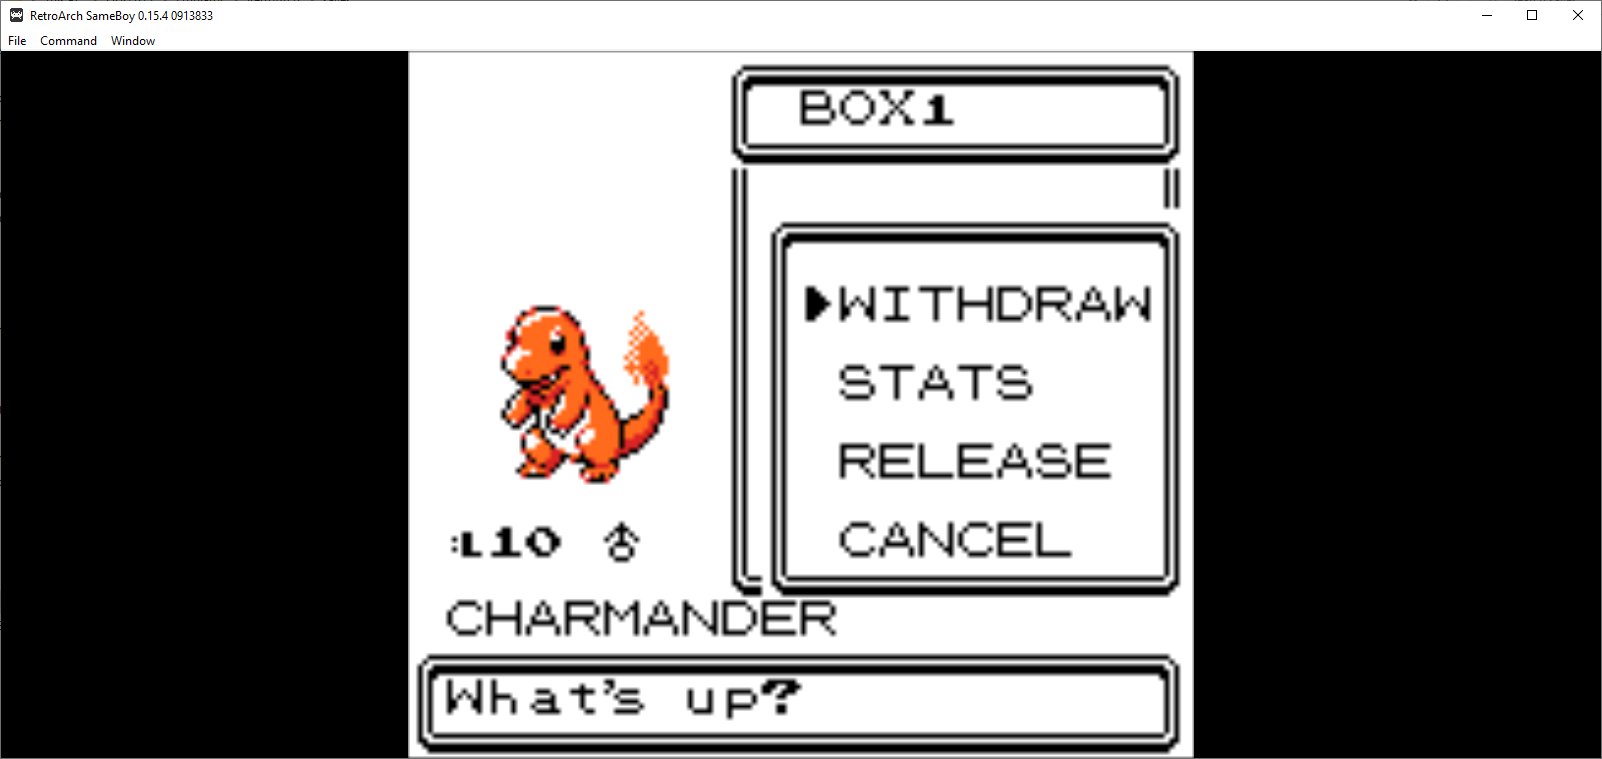 RetroArch SameBoy 0.15.4 0913833
File Command Window
BOX1
WITHDRAW
STATS
RELEASE
CANCEL
:L10 ♂
CHARMANDER
What's up?